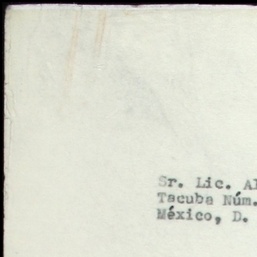 Sr. Lic. Al
Tacuba Núm.
México, D.